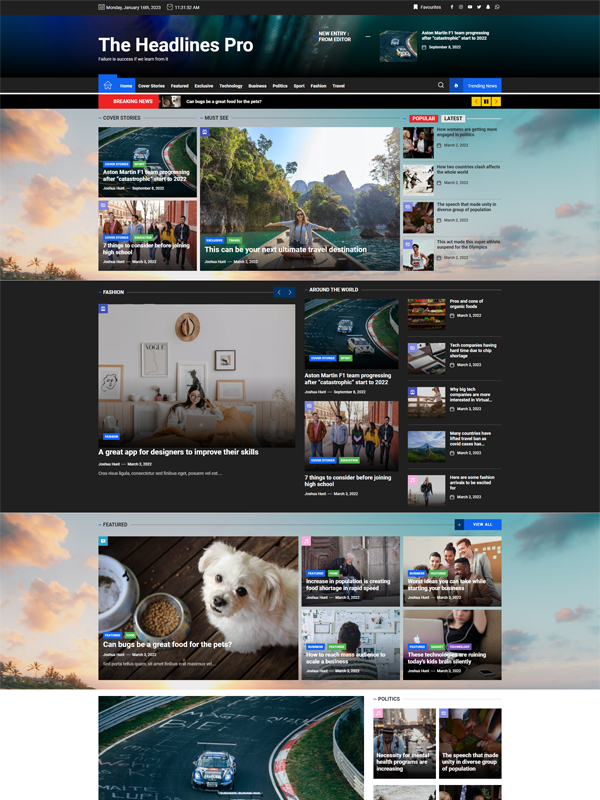 Monday, January 16th, 2023
11:31:52 AM
Favourites
The Headlines Pro
Failure is success if we learn from it
NEW ENTRY :
FROM EDITOR
Aston Martin F1 team progressing
after "catastrophic" start to 2022
September 8, 2022
Home Cover Stories Featured Exclusive Technology Business Politics Sport Fashion Travel
Trending News
BREAKING NEWS
Can bugs be a great food for the pets?
COVER STORIES
COVER STORIES SPORT
Aston Martin F1 team progressing
after "catastrophic" start to 2022
Joshua Hunt — September 8, 2022
COVER STORIES EDUCATION
7 things to consider before joining
high school
Joshua Hunt — March 3, 2022
MUST SEE
EXCLUSIVE TRAVEL
This can be your next ultimate travel destination
Joshua Hunt — March 3, 2022
POPULAR LATEST
How womens are getting more
engaged in politics
March 2, 2022
How two countries clash affects
the whole world
March 2, 2022
The speech that made unity in
diverse group of population
March 2, 2022
This act made this super athlete
suspend for the Olympics
March 2, 2022
FASHION
VOGUE
FASHION
A great app for designers to improve their skills
Joshua Hunt — March 2, 2022
Cras risus ligula, consectetur sed finibus eget, posuere vel est...
AROUND THE WORLD
COVER STORIES SPORT
Aston Martin F1 team progressing
after "catastrophic" start to 2022
Joshua Hunt — September 8, 2022
COVER STORIES EDUCATION
7 things to consider before joining
high school
Joshua Hunt — March 3, 2022
Pros and cons of
organic foods
March 3, 2022
Tech companies having
hard time due to chip
shortage
March 2, 2022
Why big tech
companies are more
interested in Virtual...
March 2, 2022
Many countries have
lifted travel ban as
covid cases has...
March 2, 2022
Here are some fashion
arrivals to be excited
for
March 2, 2022
FEATURED
VIEW ALL
FEATURED FOOD
Can bugs be a great food for the pets?
Joshua Hunt — March 3, 2022
Sed porta tellus quam, sit amet finibus erat maximus vel...
FEATURED FOOD
Increase in population is creating
food shortage in rapid speed
Joshua Hunt — March 3, 2022
BUSINESS FEATURED
Worst ideas you can take while
starting your business
Joshua Hunt — March 3, 2022
BUSINESS FEATURED
How to reach mass audience to
scale a business
Joshua Hunt — March 3, 2022
FEATURED GADGET TECHNOLOGY
These technologies are ruining
today's kids brain silently
Joshua Hunt — March 3, 2022
POLITICS
Necessity for mental
health programs are
increasing
The speech that made
unity in diverse group
of population